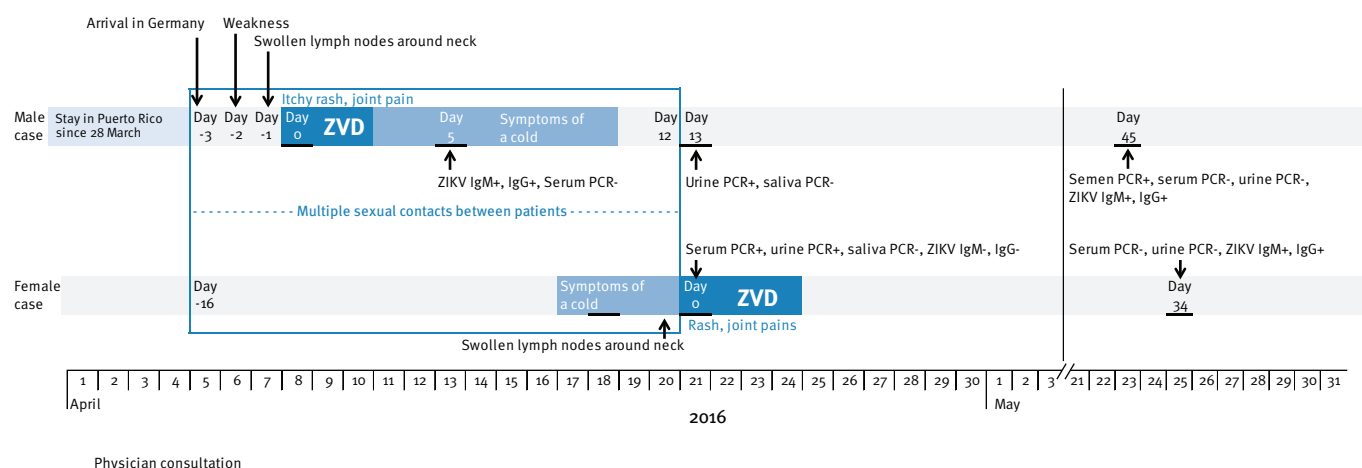 Arrival in Germany
Weakness
Swollen lymph nodes around neck
Itchy rash, joint pain
Male case
Stay in Puerto Rico
since 28 March
Day -3
Day -2
Day -1
Day 0
ZVD
Day 5
Symptoms of
a cold
Day 12
Day 13
Day 45
ZIKV IgM+, IgG+, Serum PCR-
Urine PCR+, saliva PCR-
Semen PCR+, serum PCR-, urine PCR-,
ZIKV IgM+, IgG+
Multiple sexual contacts between patients
Serum PCR+, urine PCR+, saliva PCR-, ZIKV IgM-, IgG-
Serum PCR-, urine PCR-, ZIKV IgM+, IgG+
Female case
Day -16
Symptoms of
a cold
Day 0
ZVD
Day 34
Rash, joint pains
Swollen lymph nodes around neck
1 2 3 4 5 6 7 8 9 10 11 12 13 14 15 16 17 18 19 20 21 22 23 24 25 26 27 28 29 30 1 2 3 21 22 23 24 25 26 27 28 29 30 31
April May
2016
Physician consultation